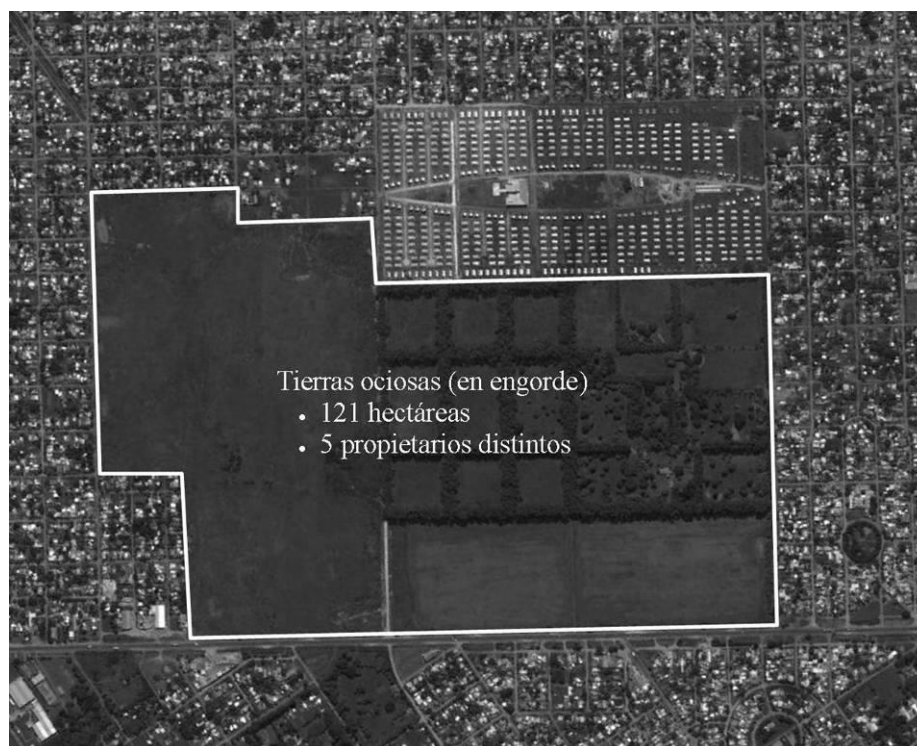 Tierras ociosas (en engorde)
• 121 hectáreas
• 5 propietarios distintos